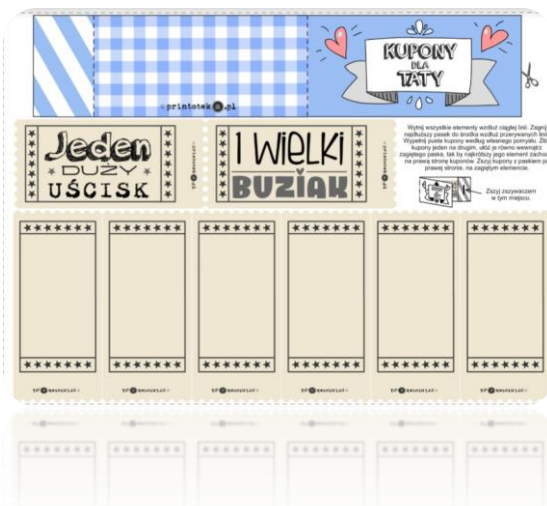 KUPONY
DLA
TATY
printotek a.pl
Jeden
DUŻY
UŚCISK
1 WIELKI
BUZIAK
Wytnij wszystkie elementy wzdłuż ciągłej linii. Zagnij
najdłuższy pasek do środka wzdłuż przerywanych linii.
Wypełnij puste kupony według własnego pomysłu. Złóż
kupony jeden na drugim, ułóż je równo wewnątrz
zagiętego paska, tak by najkrótszy jego element zachodził
na prawą stronę kuponów. Zszyj kupony z paskiem po
prawej stronie, na zagiętym elemencie.
Zszyj zszywaczem
w tym miejscu.